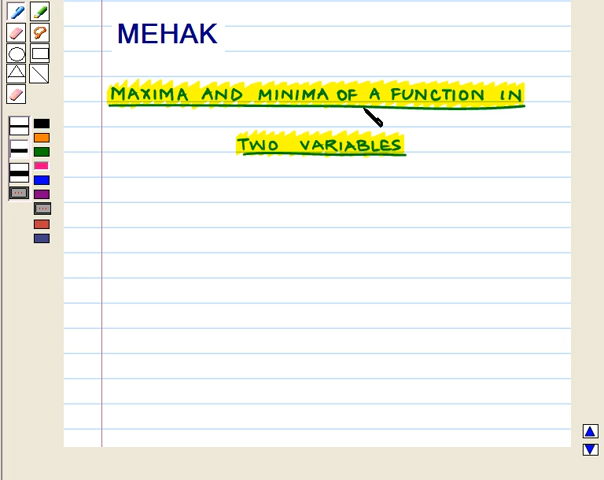 MEHAK
MAXIMA AND MINIMA OF A FUNCTION IN
TWO VARIABLES